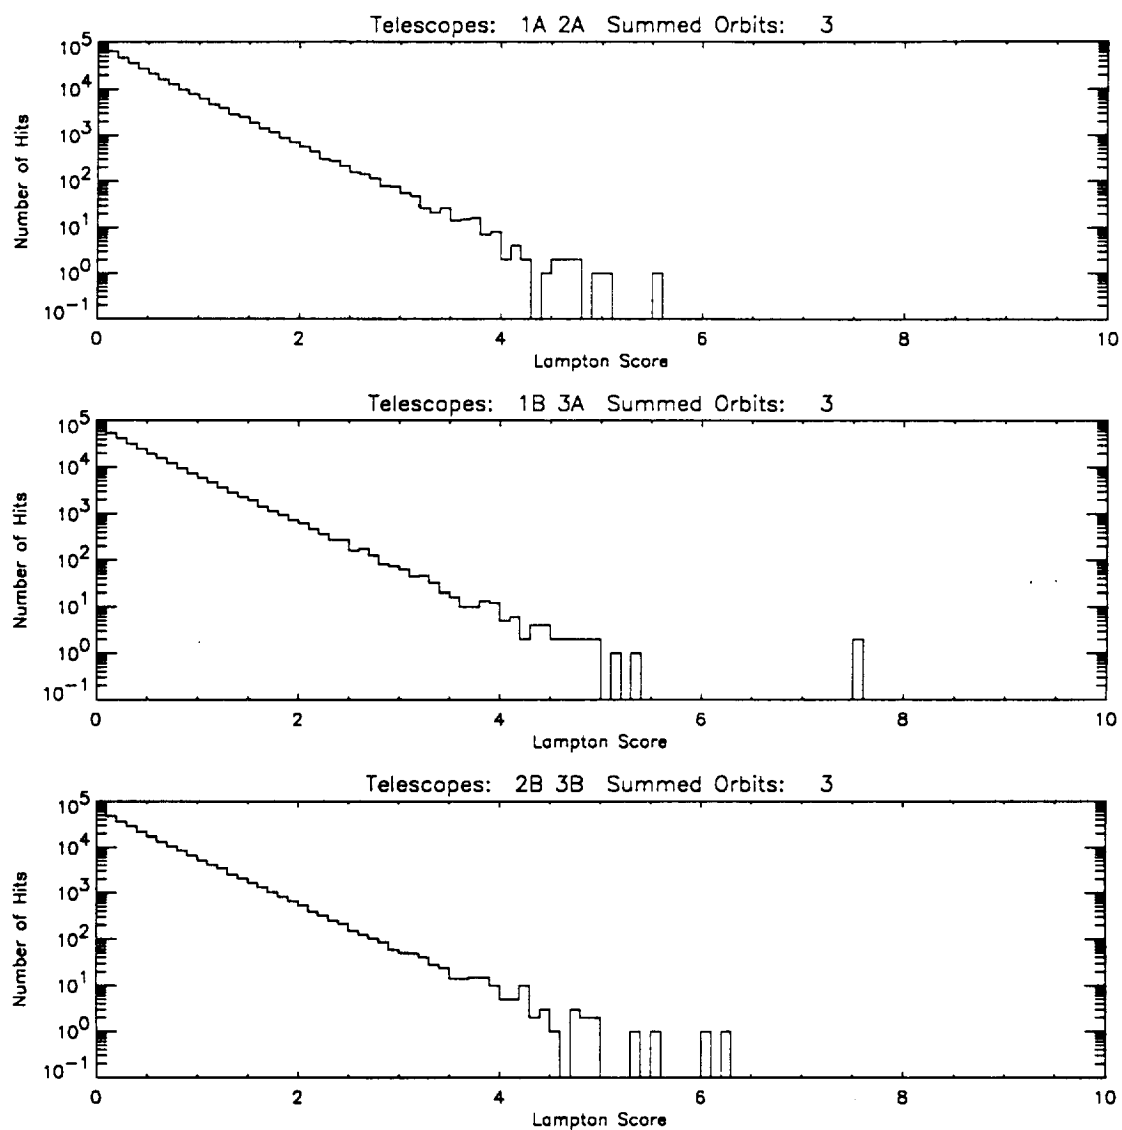 Telescopes: 1A 2A Summed Orbits: 3
10^5
10^4
10^3
10^2
10^1
10^0
10^-1
Number of Hits
0 2 4 6 8 10
Lampton Score
Telescopes: 1B 3A Summed Orbits: 3
10^5
10^4
10^3
10^2
10^1
10^0
10^-1
Number of Hits
0 2 4 6 8 10
Lampton Score
Telescopes: 2B 3B Summed Orbits: 3
10^5
10^4
10^3
10^2
10^1
10^0
10^-1
Number of Hits
0 2 4 6 8 10
Lampton Score